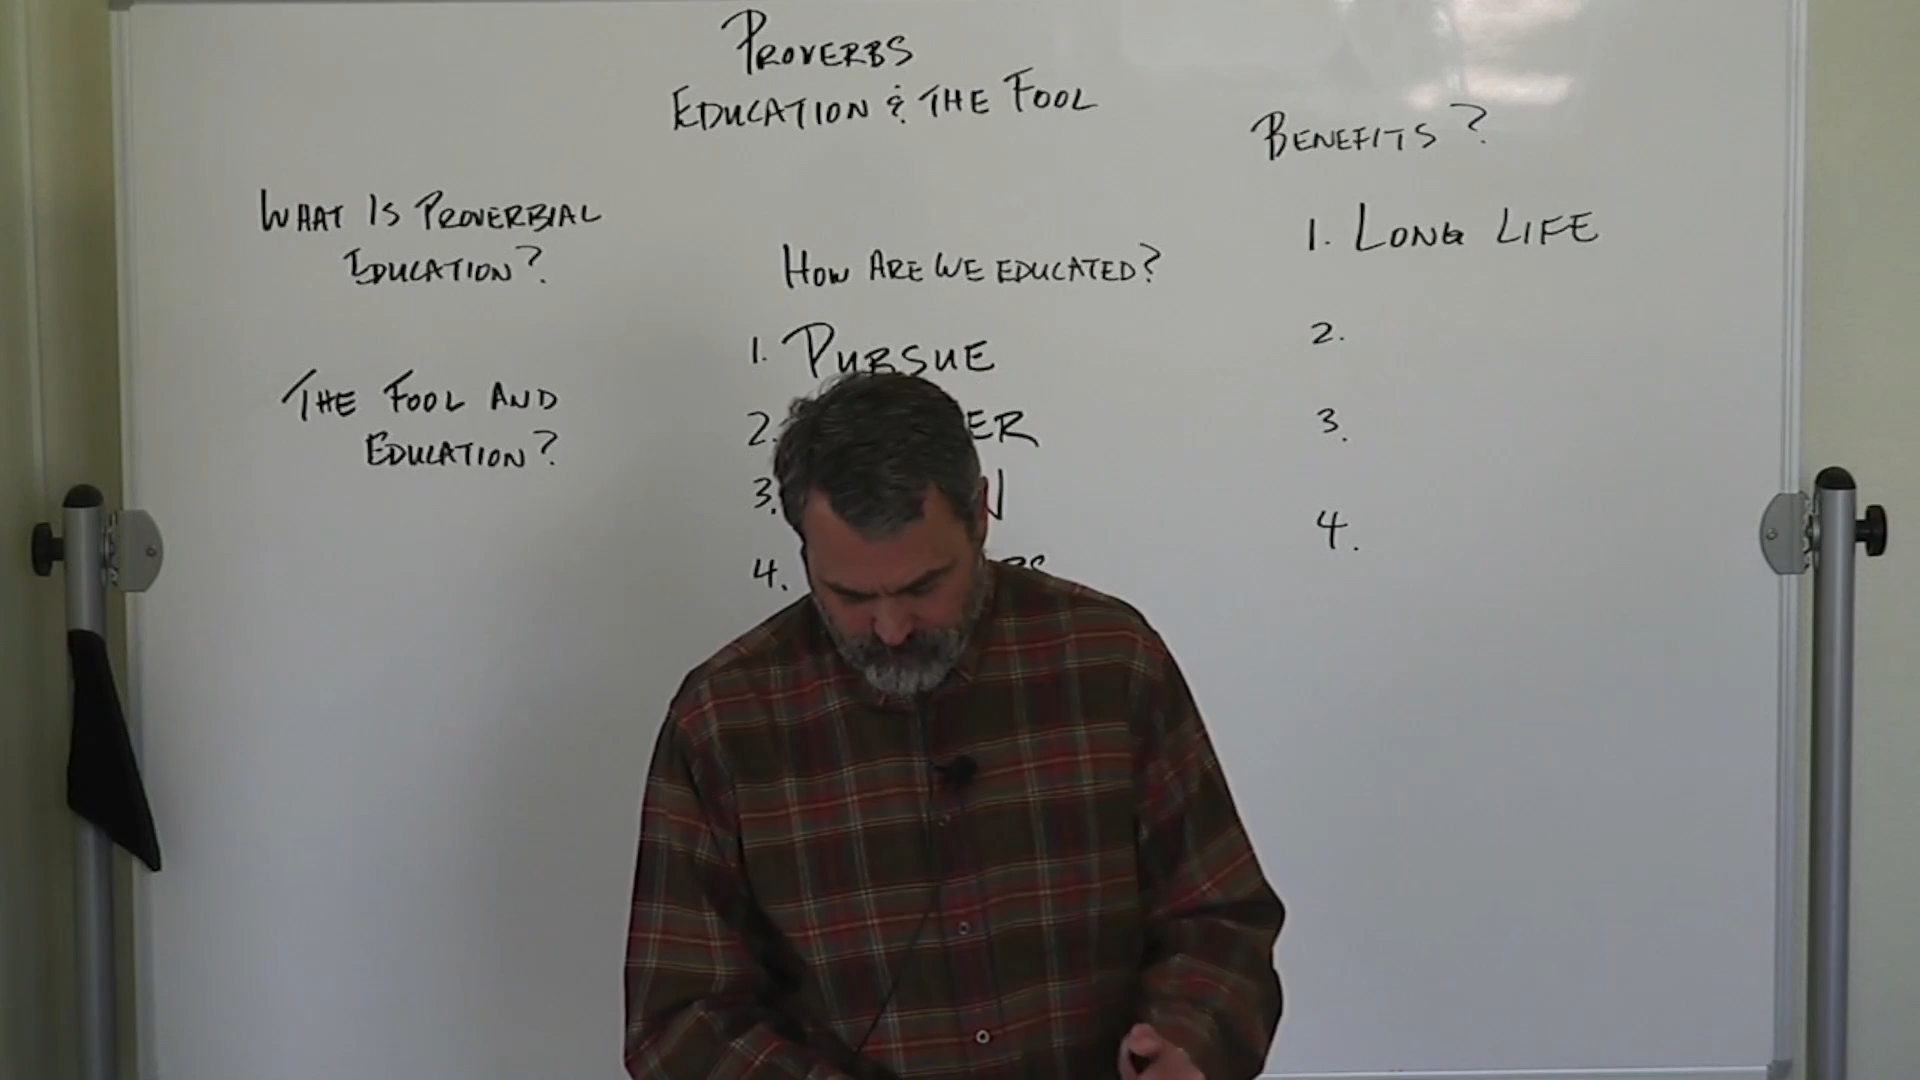 PROVERBS
EDUCATION & THE FOOL
WHAT IS PROVERBIAL
EDUCATION?
THE FOOL AND
EDUCATION?
HOW ARE WE EDUCATED?
1. PURSUE
2.
3.
4.
BENEFITS?
1. LONG LIFE
2.
3.
4.